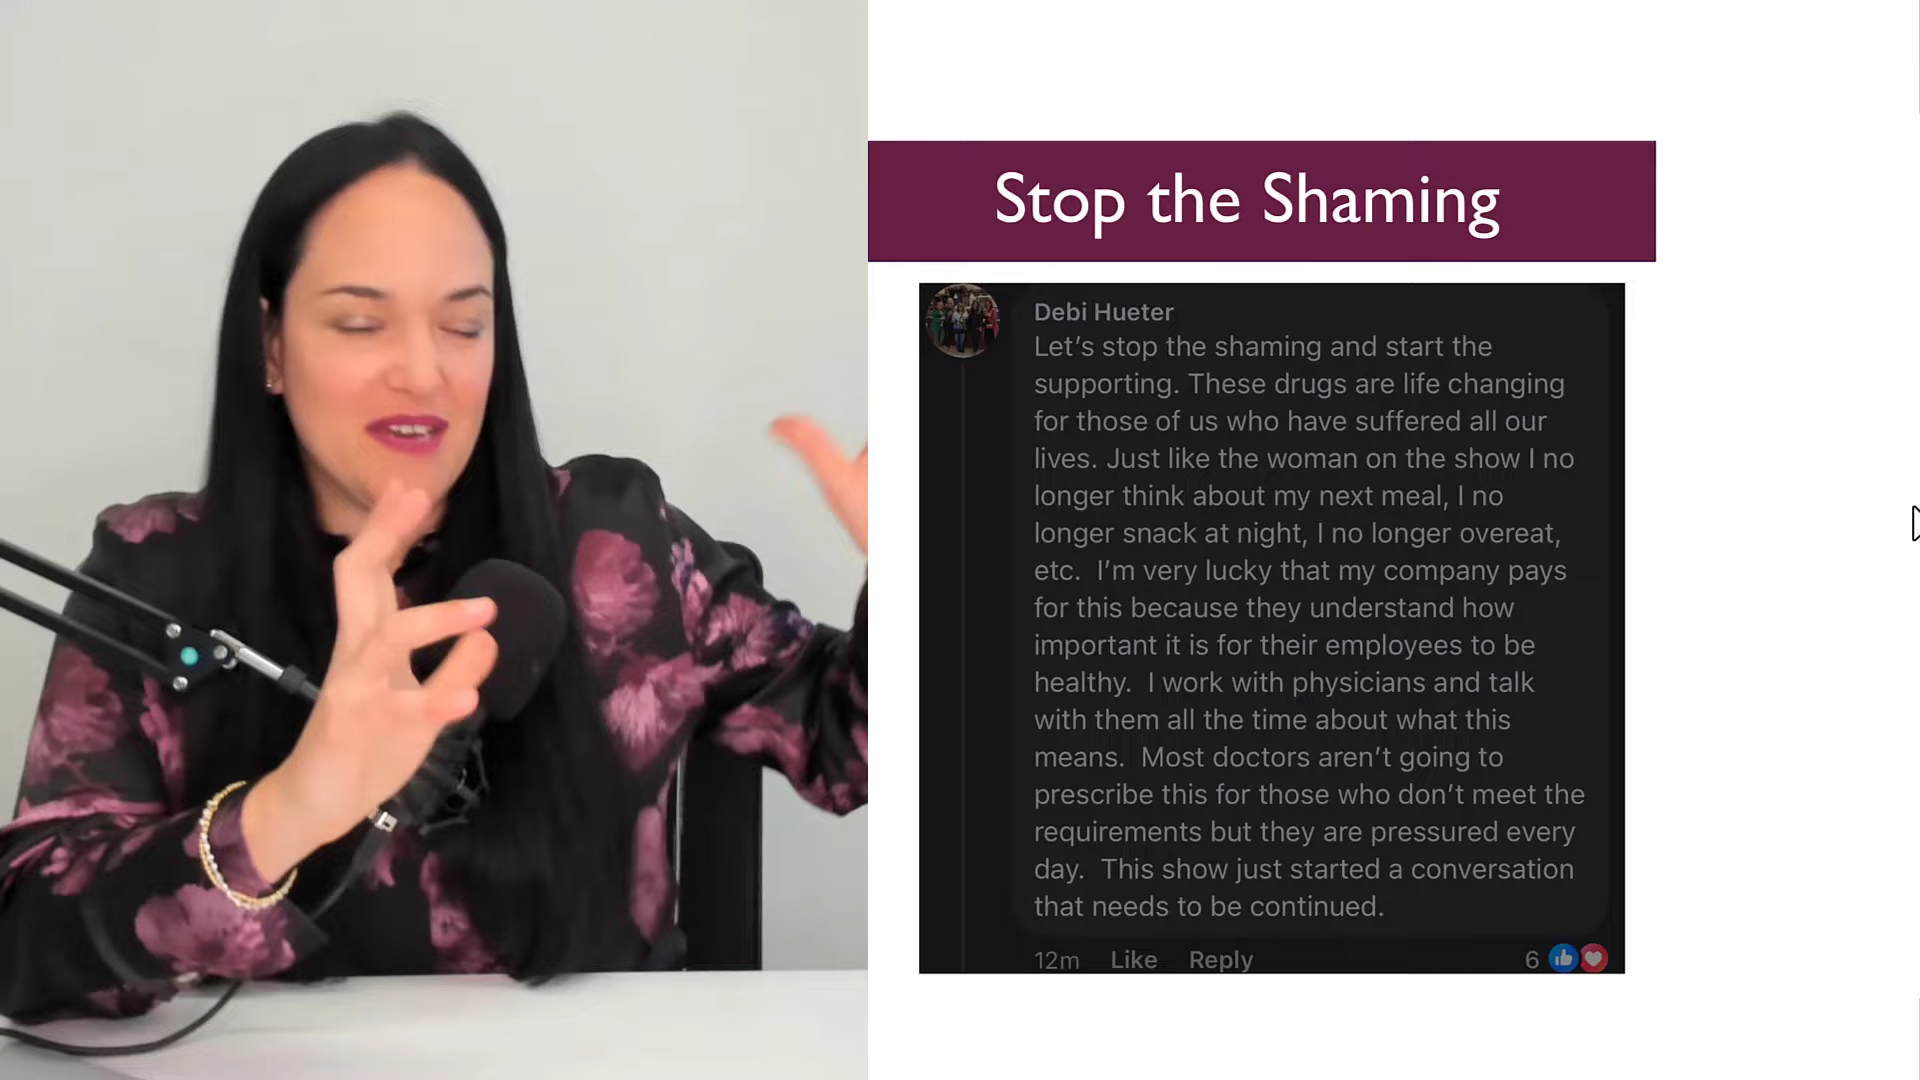 Stop the Shaming
Debi Hueter
Let's stop the shaming and start the
supporting. These drugs are life changing
for those of us who have suffered all our
lives. Just like the woman on the show I no
longer think about my next meal, I no
longer snack at night, I no longer overeat,
etc.  I'm very lucky that my company pays
for this because they understand how
important it is for their employees to be
healthy.  I work with physicians and talk
with them all the time about what this
means.  Most doctors aren't going to
prescribe this for those who don't meet the
requirements but they are pressured every
day.  This show just started a conversation
that needs to be continued.
12m Like Reply 6